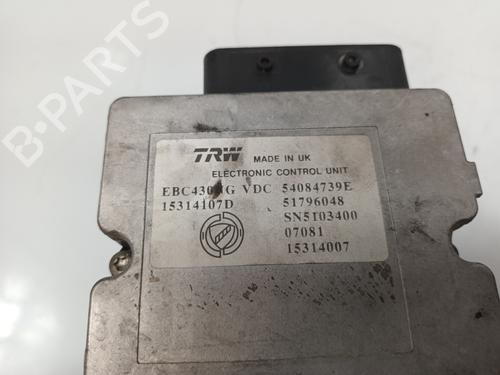 TRW MADE IN UK
ELECTRONIC CONTROL UNIT
VDC 54084739E
15314107D 51796048
SN5103400
07081
15314007
B-PARTS